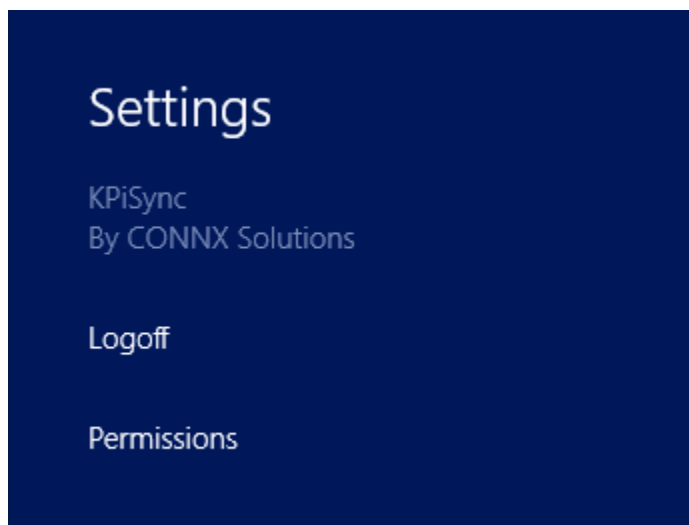 Settings
KPiSync
By CONNX Solutions
Logoff
Permissions